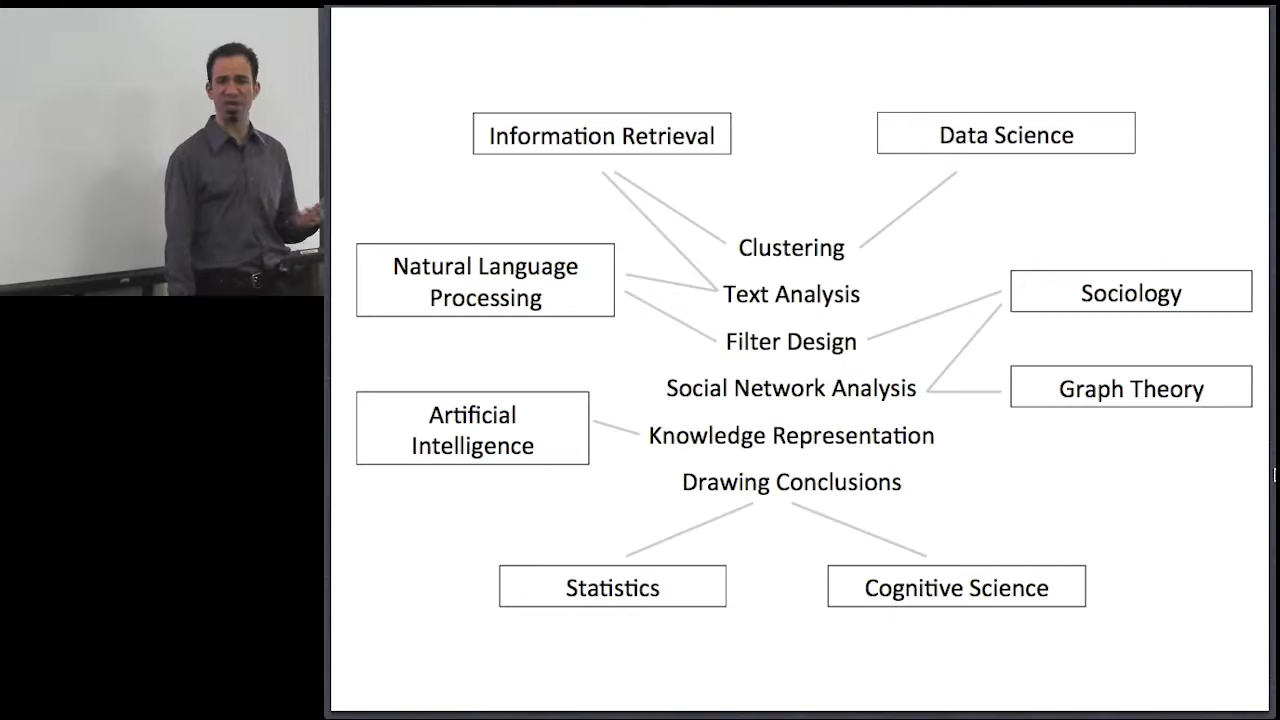 Information Retrieval
Data Science
Clustering
Natural Language
Processing
Text Analysis
Sociology
Filter Design
Social Network Analysis
Graph Theory
Artificial
Intelligence
Knowledge Representation
Drawing Conclusions
Statistics
Cognitive Science